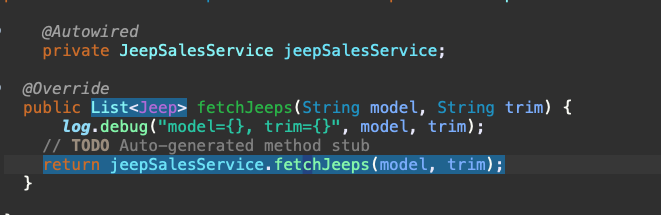 @Autowired
private JeepSalesService jeepSalesService;
@Override
public List<Jeep> fetchJeeps(String model, String trim) {
log.debug("model={}, trim={}", model, trim);
// TODO Auto-generated method stub
return jeepSalesService.fetchJeeps(model, trim);
}